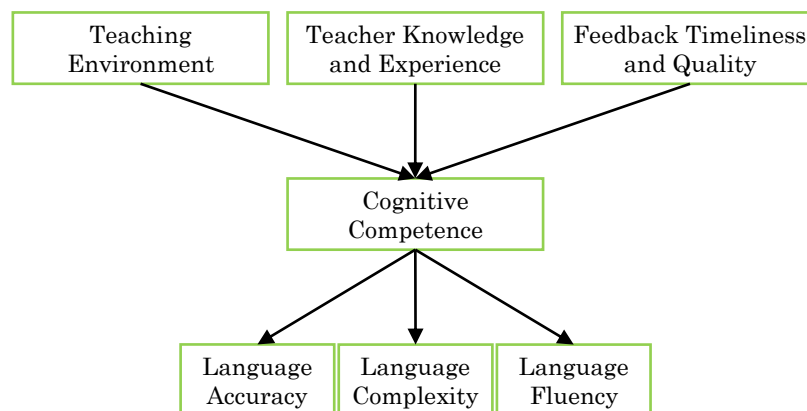 Teaching
Environment
Teacher Knowledge
and Experience
Feedback Timeliness
and Quality
Cognitive
Competence
Language
Accuracy
Language
Complexity
Language
Fluency